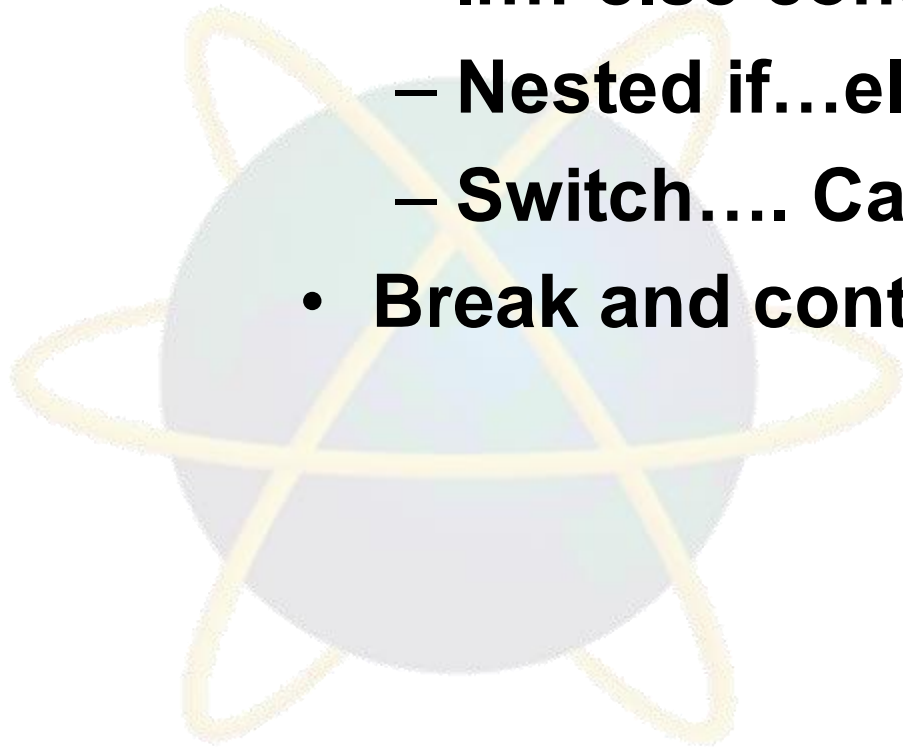 – Nested if…el
– Switch…. Ca
• Break and cont